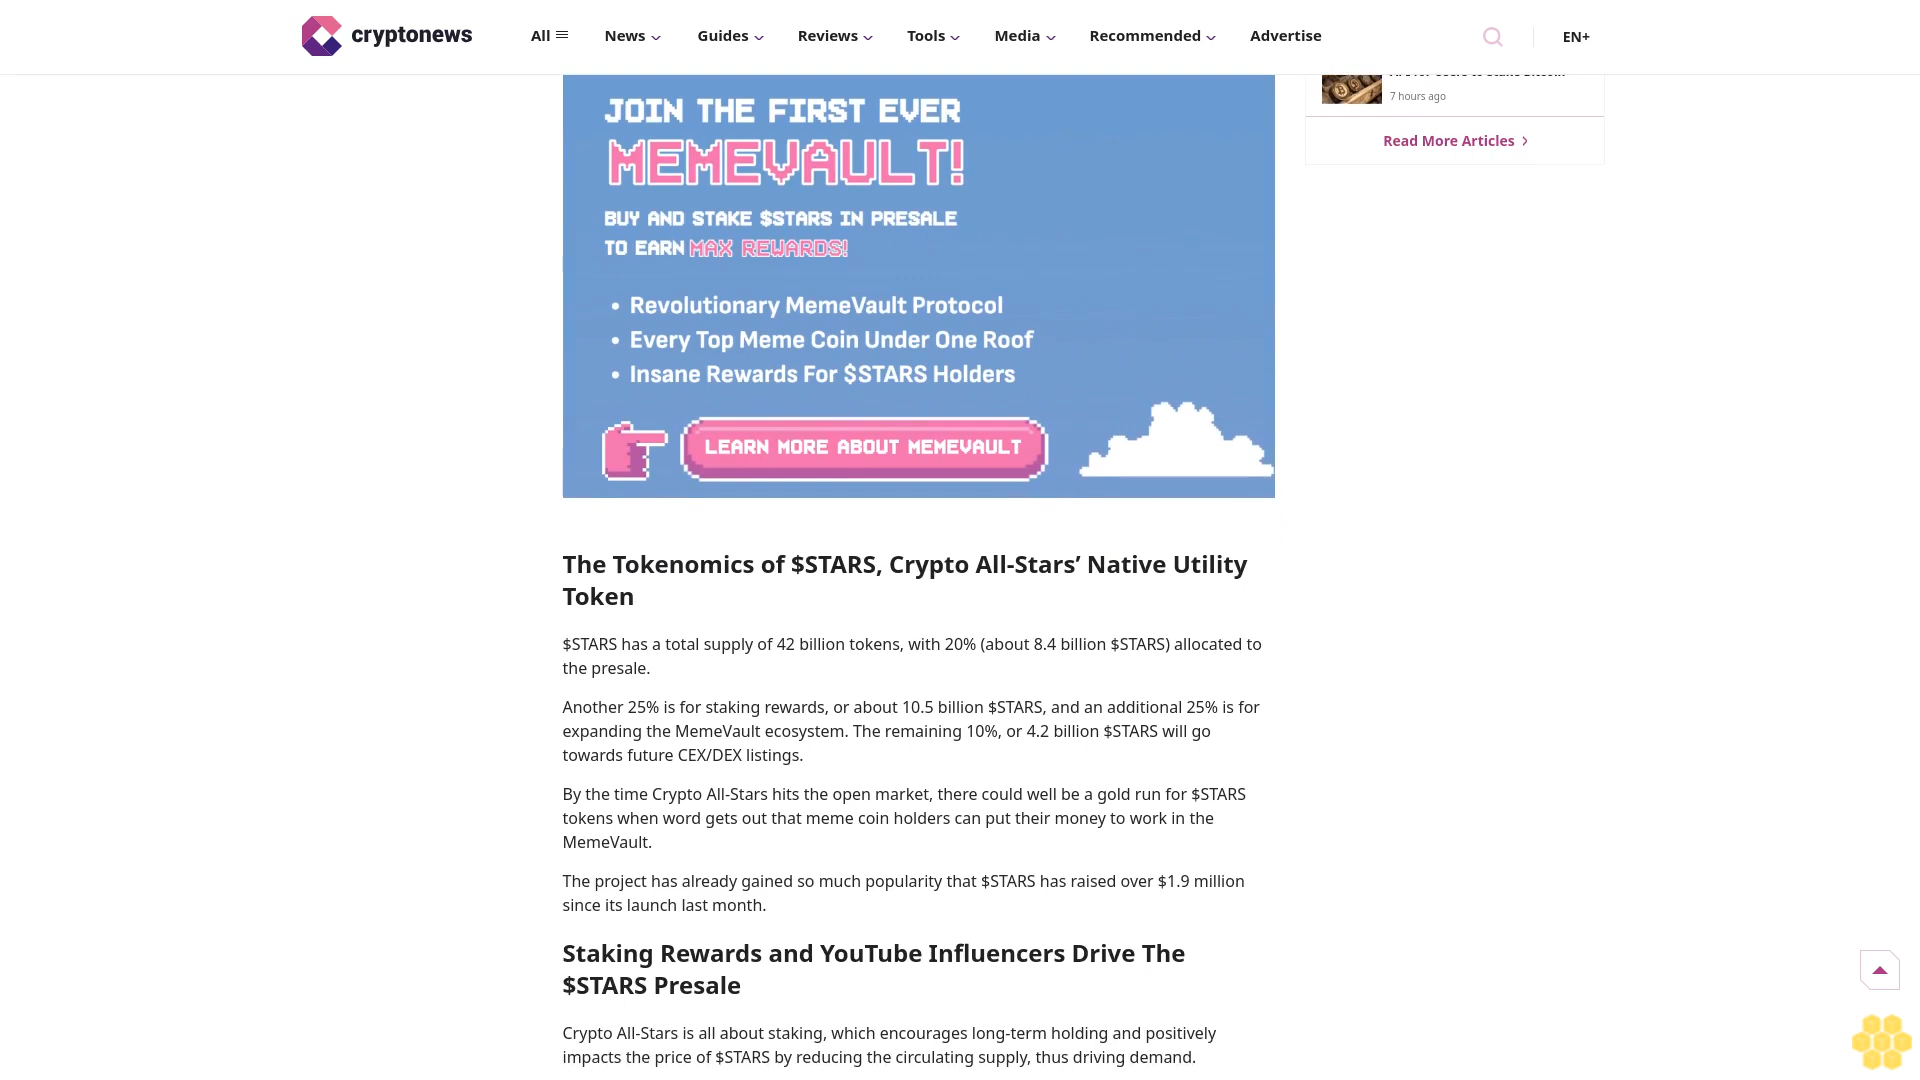 cryptonews
All
News
Guides
Reviews
Tools
Media
Recommended
Advertise
EN+
7 hours ago
Read More Articles
JOIN THE FIRST EVER
MEMEVAULT!
BUY AND STAKE $STARS IN PRESALE
TO EARN MAX REWARDS!
• Revolutionary MemeVault Protocol
• Every Top Meme Coin Under One Roof
• Insane Rewards For $STARS Holders
LEARN MORE ABOUT MEMEVAULT
The Tokenomics of $STARS, Crypto All-Stars’ Native Utility
Token
$STARS has a total supply of 42 billion tokens, with 20% (about 8.4 billion $STARS) allocated to
the presale.
Another 25% is for staking rewards, or about 10.5 billion $STARS, and an additional 25% is for
expanding the MemeVault ecosystem. The remaining 10%, or 4.2 billion $STARS will go
towards future CEX/DEX listings.
By the time Crypto All-Stars hits the open market, there could well be a gold run for $STARS
tokens when word gets out that meme coin holders can put their money to work in the
MemeVault.
The project has already gained so much popularity that $STARS has raised over $1.9 million
since its launch last month.
Staking Rewards and YouTube Influencers Drive The
$STARS Presale
Crypto All-Stars is all about staking, which encourages long-term holding and positively
impacts the price of $STARS by reducing the circulating supply, thus driving demand.